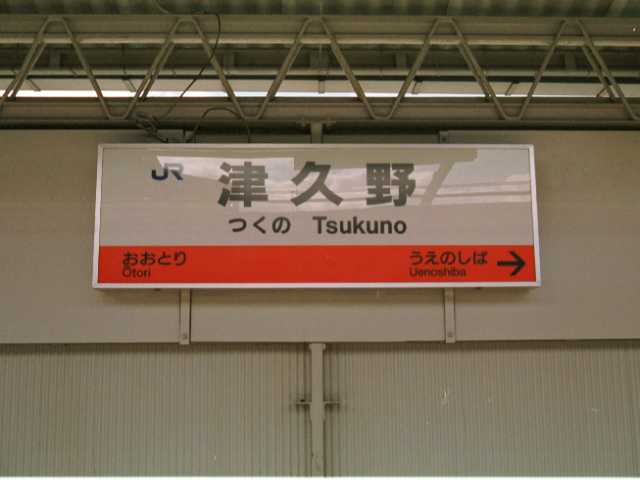 JR 津久野
つくの Tsukuno
おおとり うえのしば →
Otori Uenoshiba